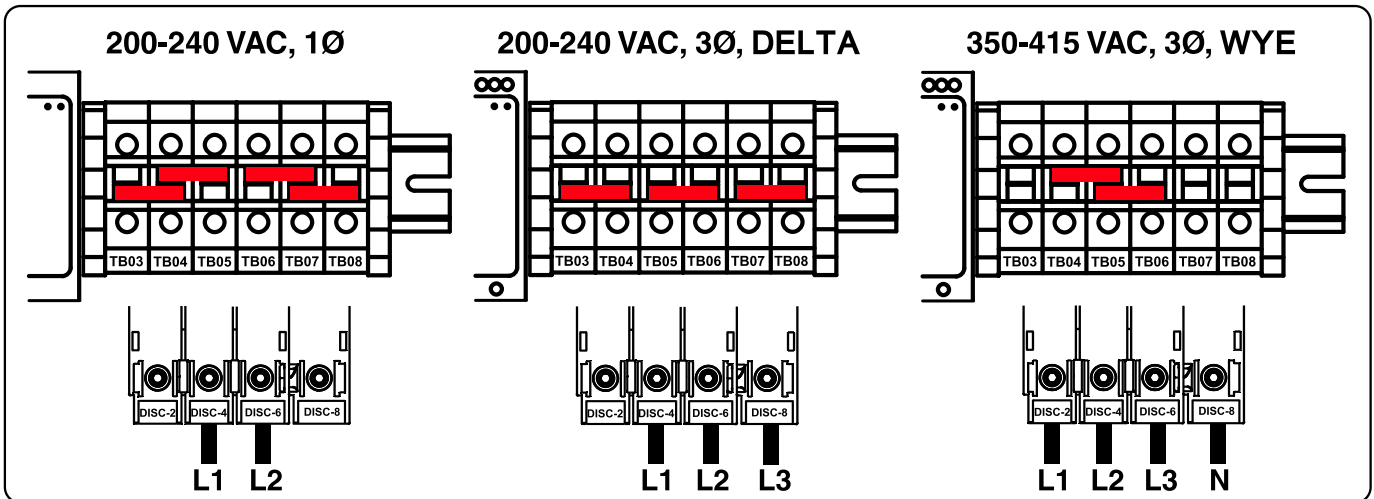 200-240 VAC, 1Ø
TB03 TB04 TB05 TB06 TB07 TB08
DISC-2 DISC-4 DISC-6 DISC-8
L1 L2
200-240 VAC, 3Ø, DELTA
TB03 TB04 TB05 TB06 TB07 TB08
DISC-2 DISC-4 DISC-6 DISC-8
L1 L2 L3
350-415 VAC, 3Ø, WYE
TB03 TB04 TB05 TB06 TB07 TB08
DISC-2 DISC-4 DISC-6 DISC-8
L1 L2 L3 N